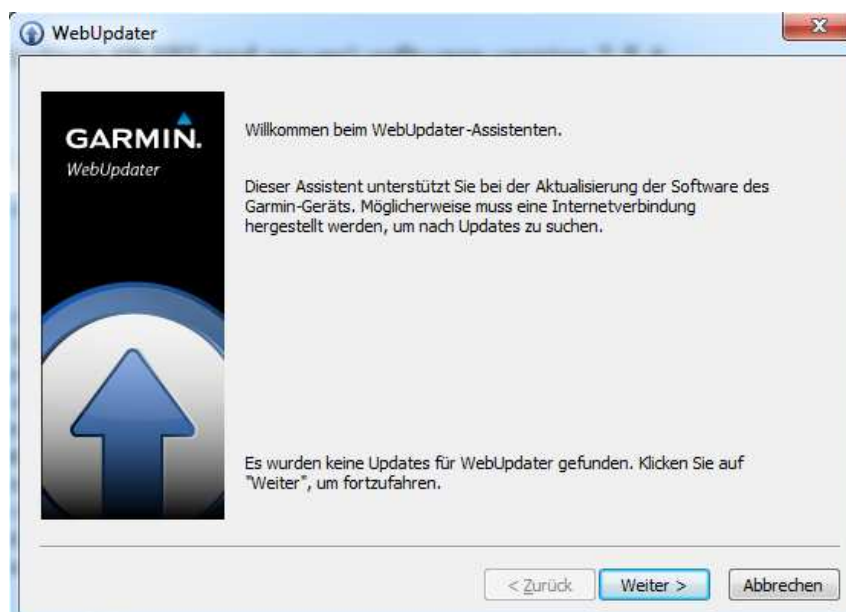 WebUpdater
GARMIN.
WebUpdater
Willkommen beim WebUpdater-Assistenten.
Dieser Assistent unterstützt Sie bei der Aktualisierung der Software des
Garmin-Geräts. Möglicherweise muss eine Internetverbindung
hergestellt werden, um nach Updates zu suchen.
Es wurden keine Updates für WebUpdater gefunden. Klicken Sie auf
"Weiter", um fortzufahren.
< Zurück
Weiter >
Abbrechen